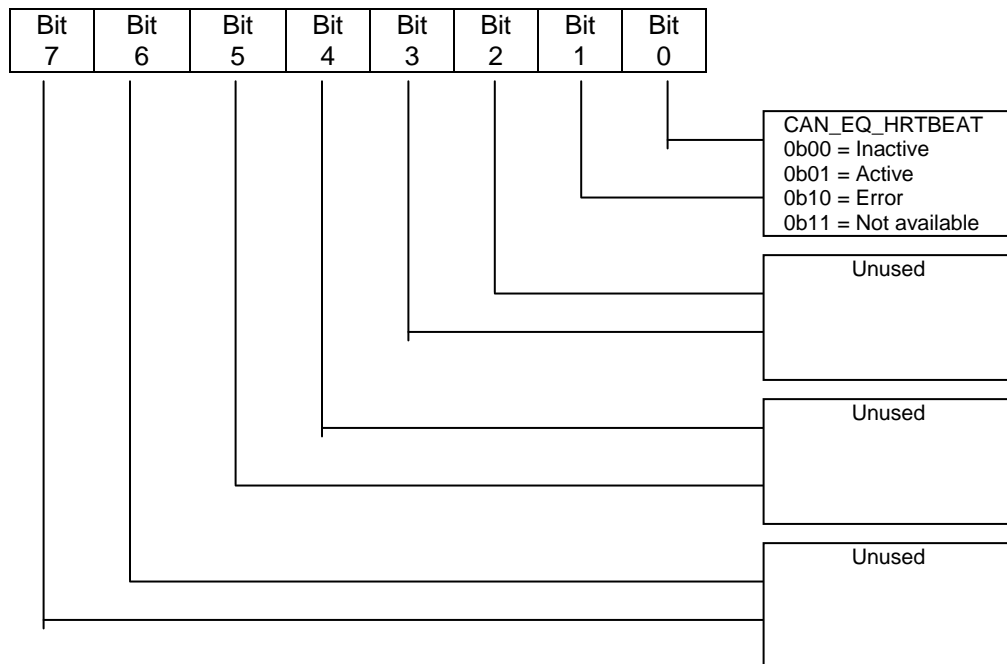 Bit Bit Bit Bit Bit Bit Bit Bit
7 6 5 4 3 2 1 0
CAN_EQ_HRTBEAT
0b00 = Inactive
0b01 = Active
0b10 = Error
0b11 = Not available
Unused
Unused
Unused